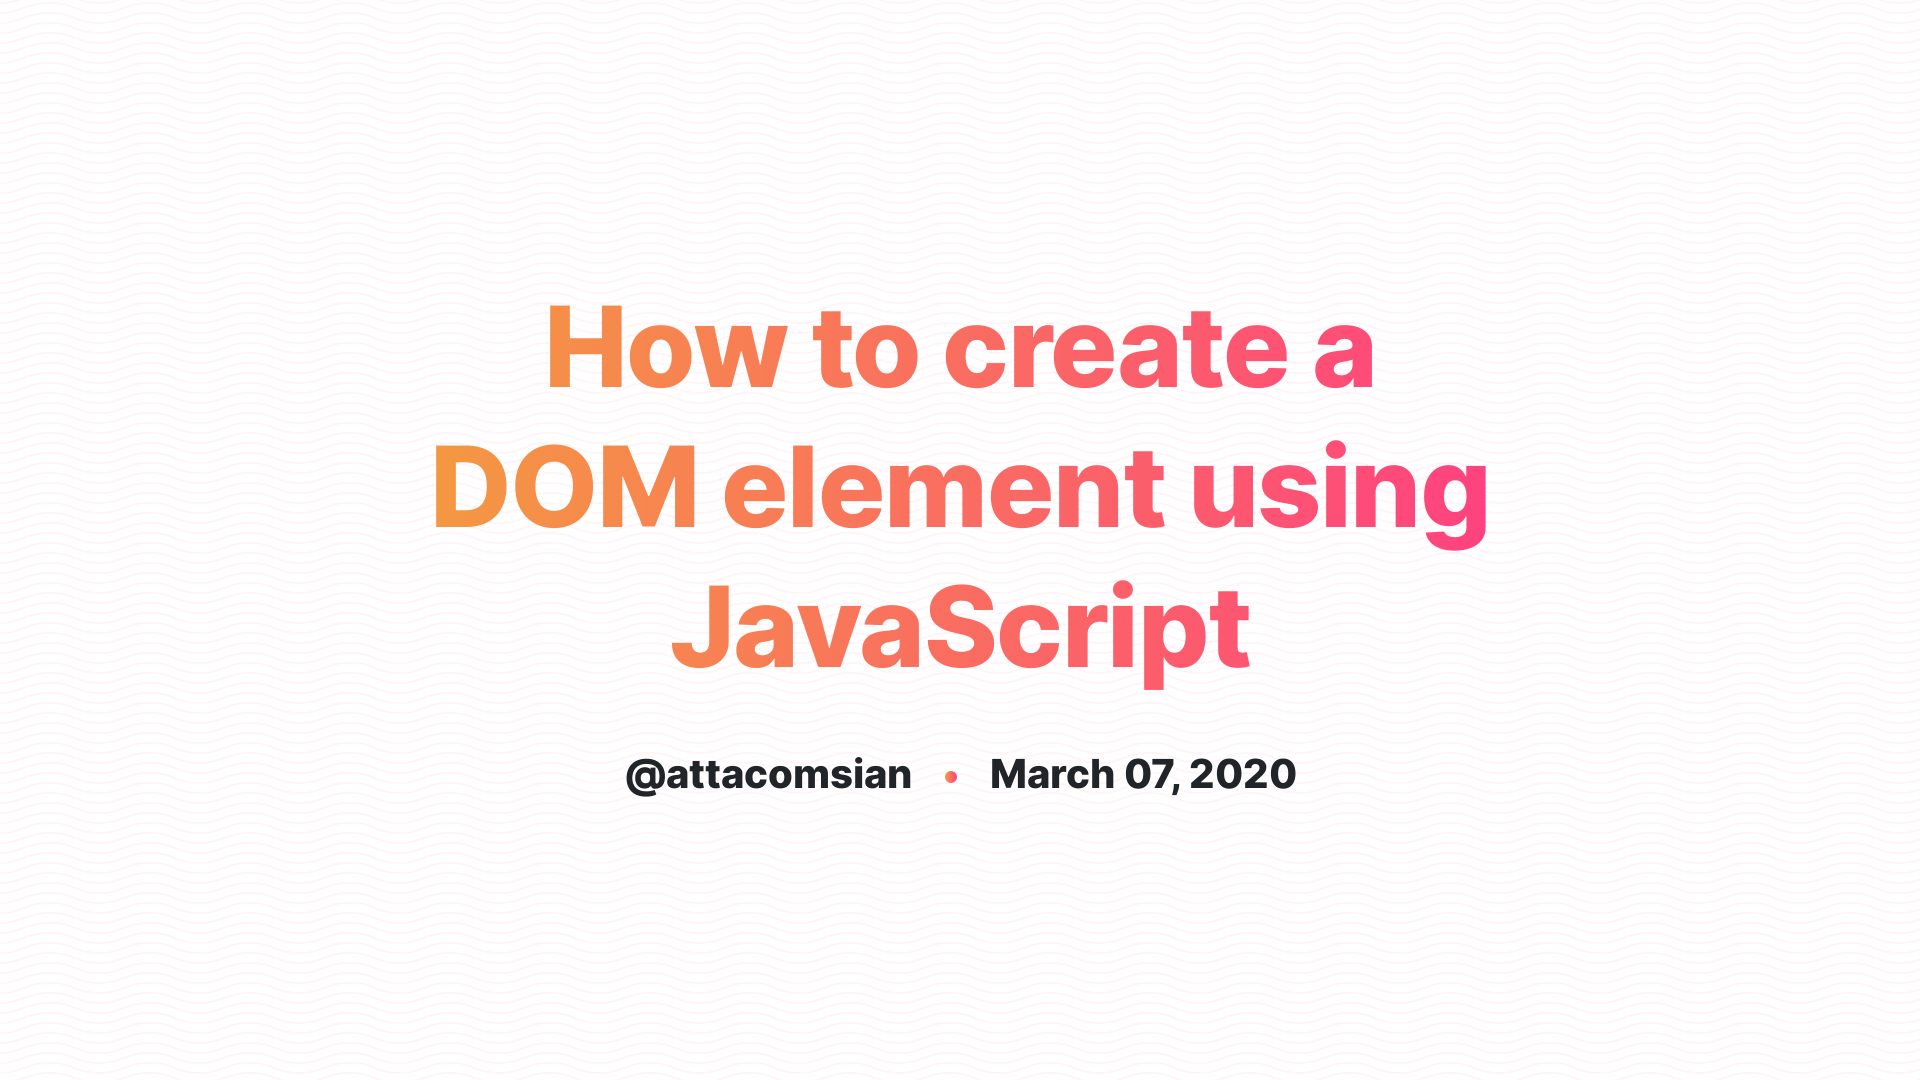 How to create a
DOM element using
JavaScript
@attacomsian • March 07, 2020